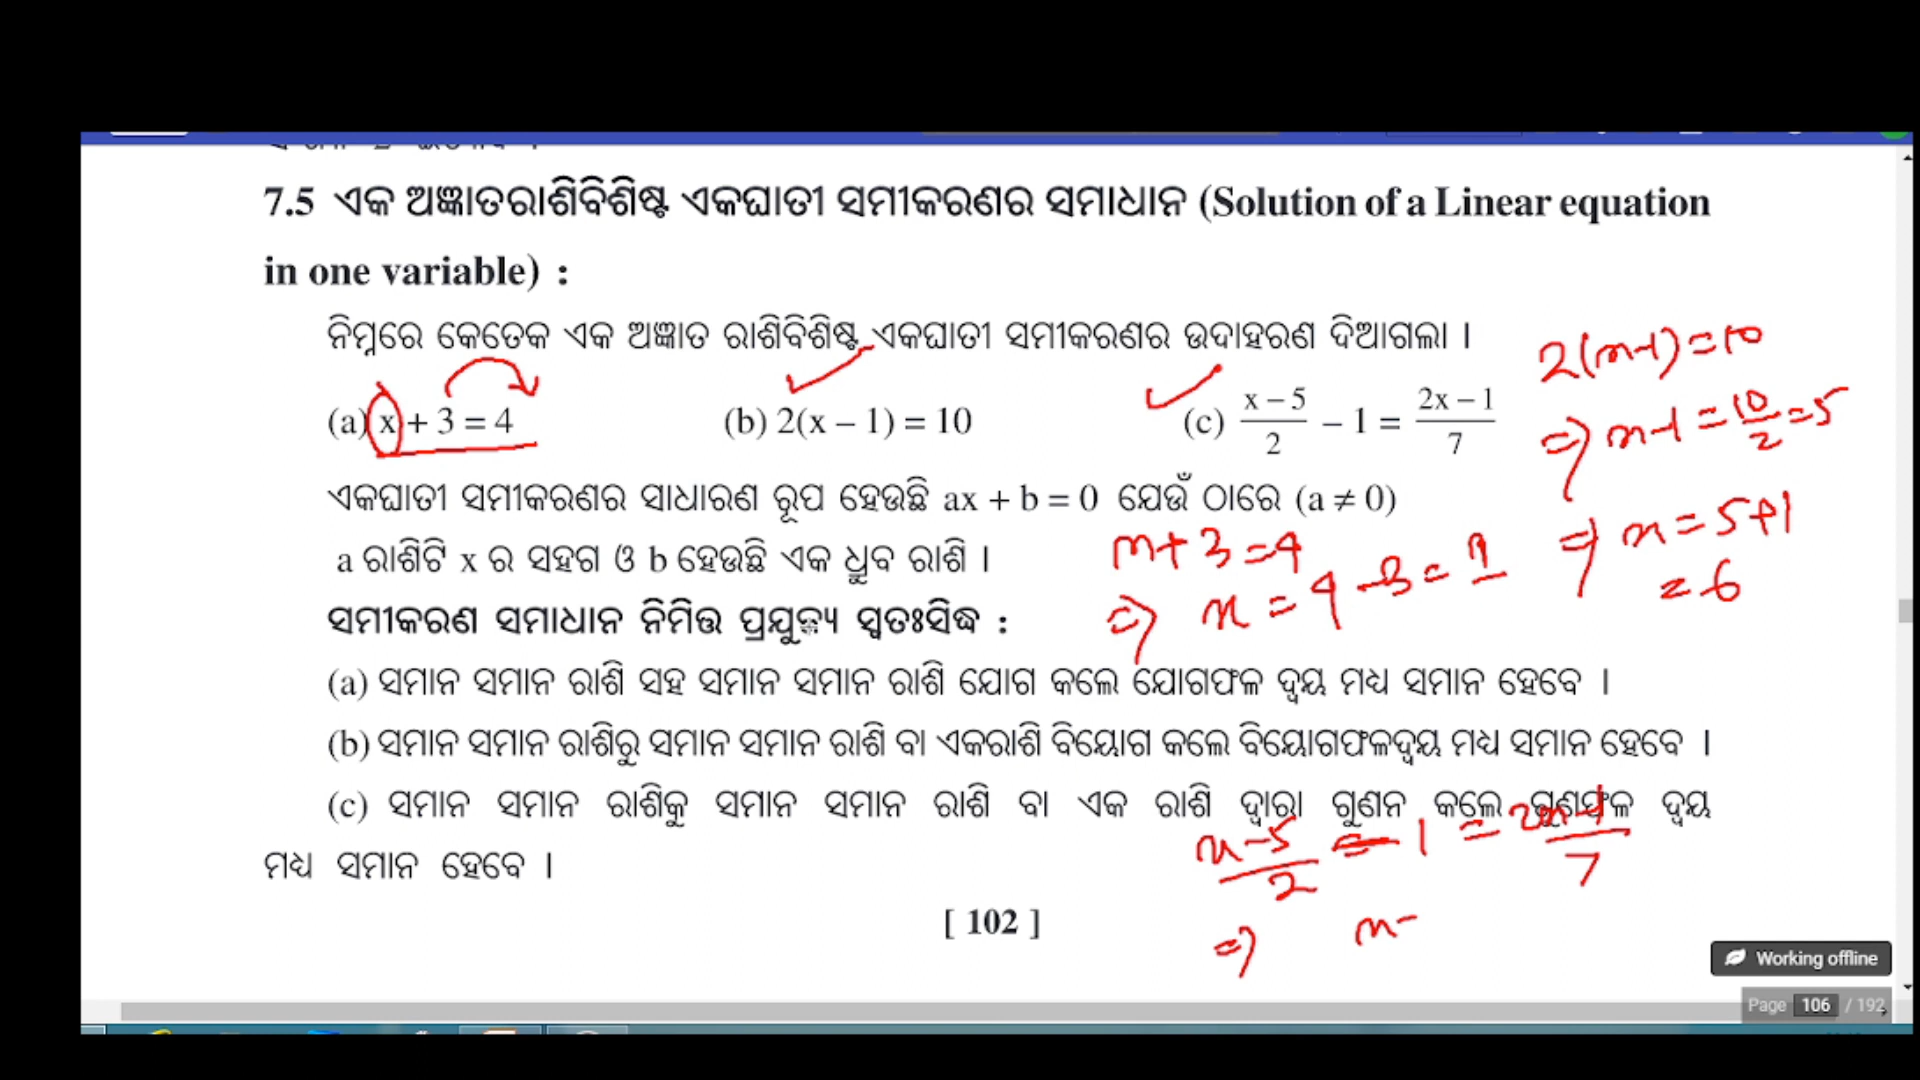 7.5 ଏକ ଅଜ୍ଞାତରାଶିବିଶିଷ୍ଟ ଏକଘାତୀ ସମୀକରଣର ସମାଧାନ (Solution of a Linear equation
in one variable) :
ନିମ୍ନରେ କେତେକ ଏକ ଅଜ୍ଞାତ ରାଶିବିଶିଷ୍ଟ ଏକଘାତୀ ସମୀକରଣର ଉଦାହରଣ ଦିଆଗଲା ।
2(x-1)=10
(a) x + 3 = 4 (b) 2(x – 1) = 10 (c) (x – 5)/2 – 1 = (2x – 1)/7
⇒ x-1 = 10/2 = 5
ଏକଘାତୀ ସମୀକରଣର ସାଧାରଣ ରୂପ ହେଉଛି ax + b = 0 ଯେଉଁ ଠାରେ (a ≠ 0)
⇒ x = 5+1
= 6
x+3=4
a ରାଶିଟି x ର ସହଗ ଓ b ହେଉଛି ଏକ ଧ୍ରୁବ ରାଶି ।
⇒ x = 4-3 = 1
ସମୀକରଣ ସମାଧାନ ନିମିତ୍ତ ପ୍ରଯୁଜ୍ୟ ସ୍ୱତଃସିଦ୍ଧ :
(a) ସମାନ ସମାନ ରାଶି ସହ ସମାନ ସମାନ ରାଶି ଯୋଗ କଲେ ଯୋଗଫଳ ଦ୍ୱୟ ମଧ୍ୟ ସମାନ ହେବେ ।
(b) ସମାନ ସମାନ ରାଶିରୁ ସମାନ ସମାନ ରାଶି ବା ଏକରାଶି ବିୟୋଗ କଲେ ବିୟୋଗଫଳଦ୍ୱୟ ମଧ୍ୟ ସମାନ ହେବେ ।
(c) ସମାନ ସମାନ ରାଶିକୁ ସମାନ ସମାନ ରାଶି ବା ଏକ ରାଶି ଦ୍ୱାରା ଗୁଣନ କଲେ ଗୁଣଫଳ ଦ୍ୱୟ
ମଧ୍ୟ ସମାନ ହେବେ ।
(x-5)/2 - 1 = (2x-1)/7
[ 102 ]
⇒ x-
Working offline
Page 106 / 192